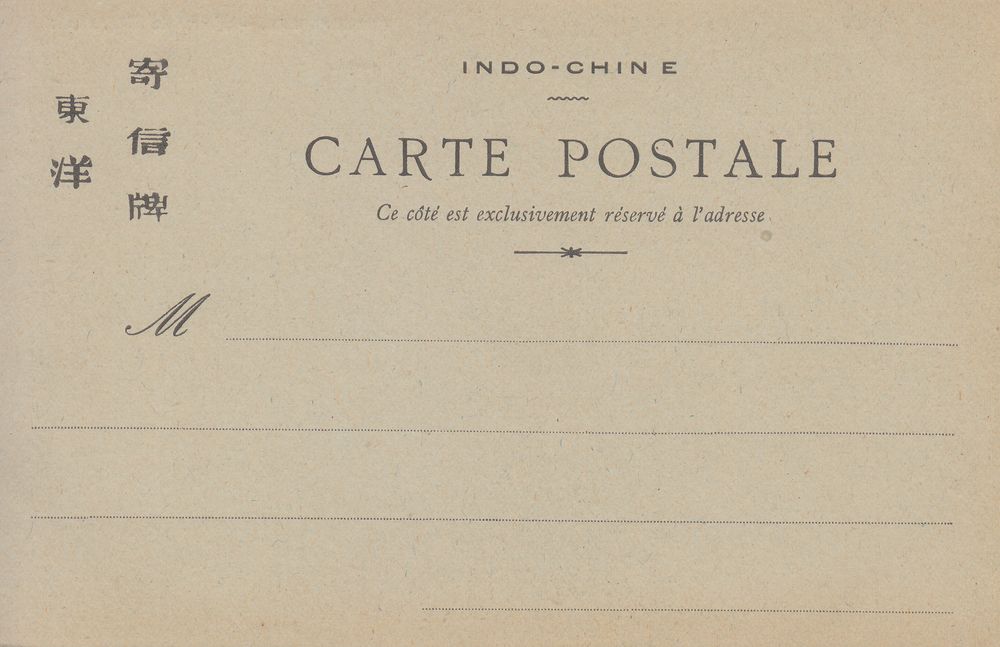 寄信牌
東洋
INDO-CHINE
CARTE POSTALE
Ce côté est exclusivement réservé à l'adresse
M